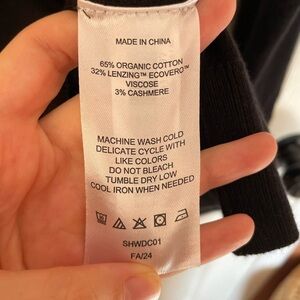 MADE IN CHINA
65% ORGANIC COTTON
32% LENZING™ ECOVERO™
VISCOSE
3% CASHMERE
MACHINE WASH COLD
DELICATE CYCLE WITH
LIKE COLORS
DO NOT BLEACH
TUMBLE DRY LOW
COOL IRON WHEN NEEDED
SHWDC01
FA/24